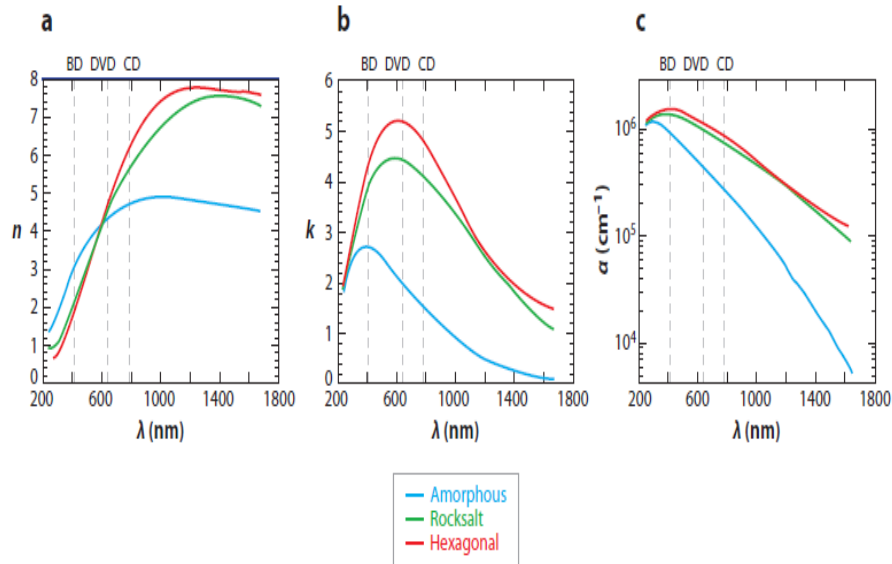 a
b
c
BD DVD CD
8
7
6
5
4
3
2
1
0
n
200 600 1000 1400 1800
λ (nm)
BD DVD CD
6
5
4
3
2
1
0
k
200 600 1000 1400 1800
λ (nm)
BD DVD CD
10⁶
10⁵
10⁴
α (cm⁻¹)
200 600 1000 1400 1800
λ (nm)
Amorphous
Rocksalt
Hexagonal